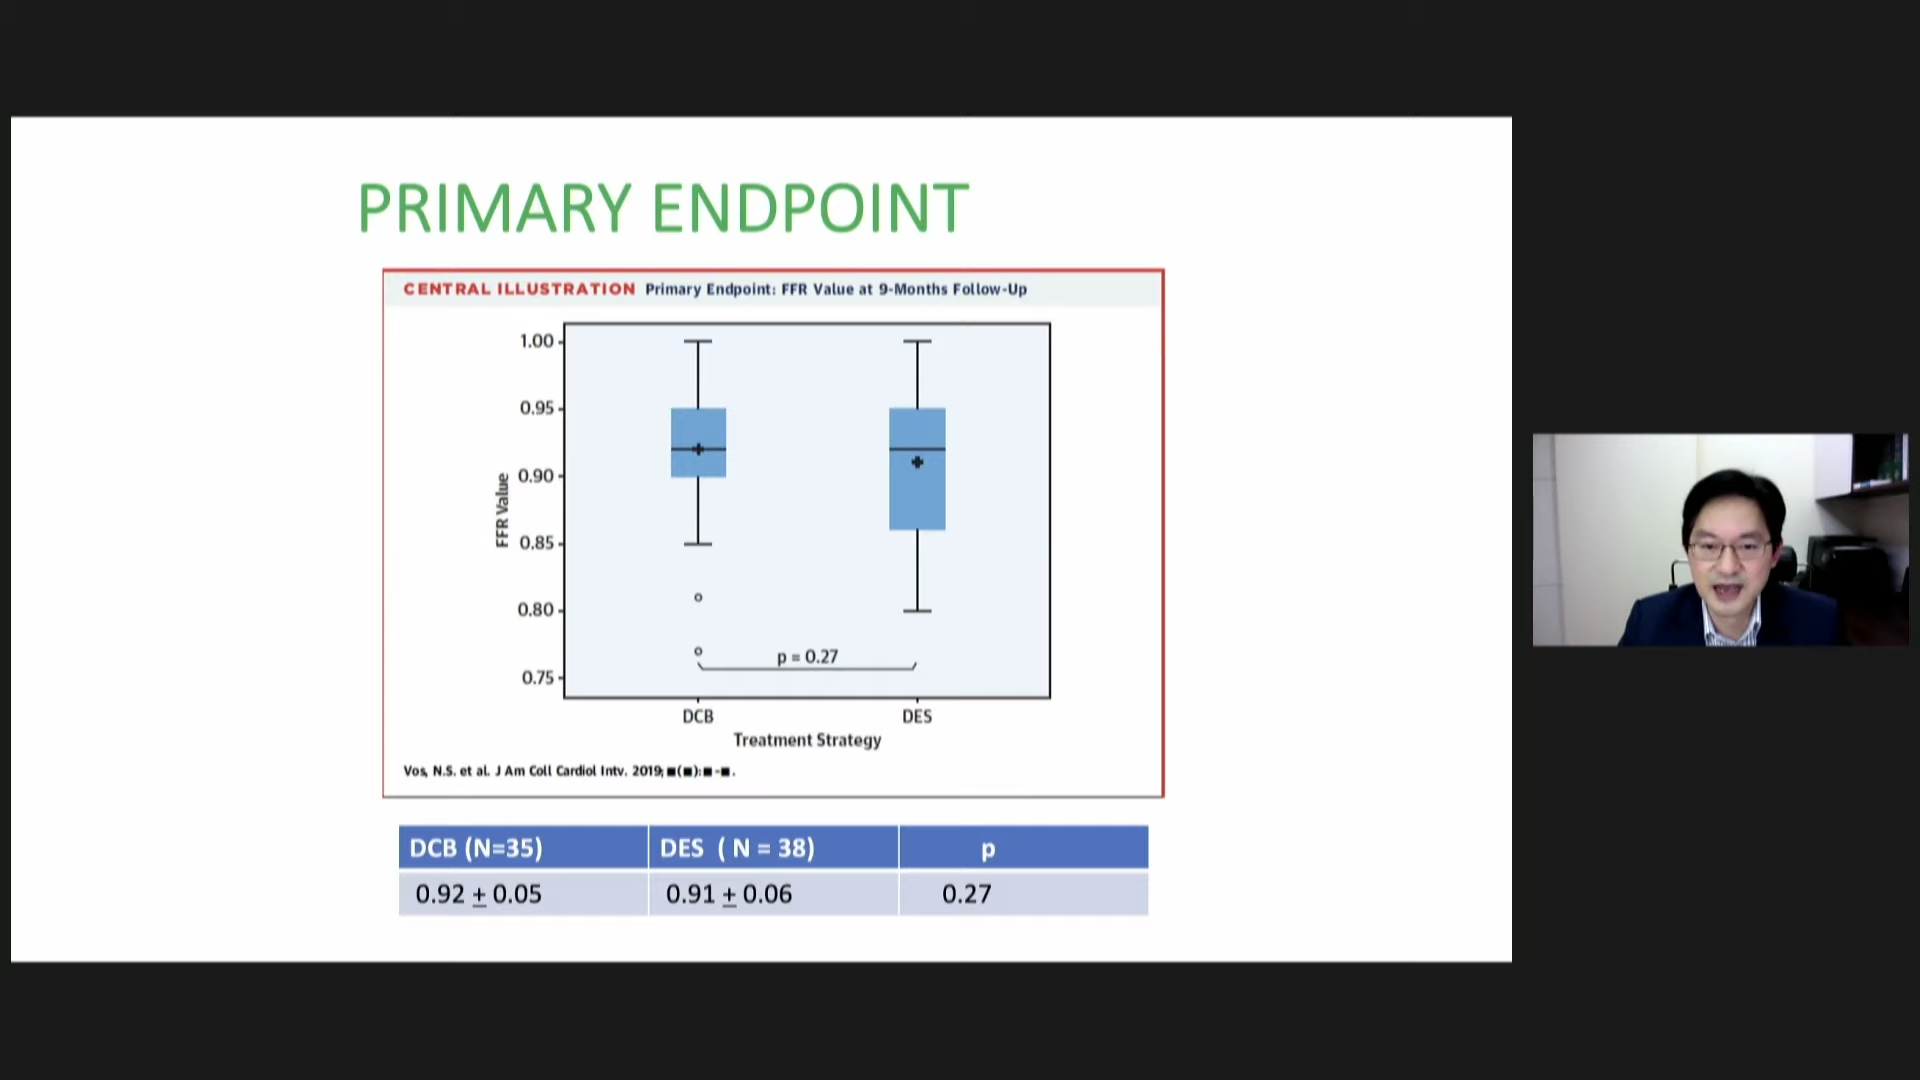 PRIMARY ENDPOINT
CENTRAL ILLUSTRATION Primary Endpoint: FFR Value at 9-Months Follow-Up
1.00
0.95
0.90
0.85
0.80
0.75
FFR Value
p = 0.27
DCB
DES
Treatment Strategy
Vos, N.S. et al. J Am Coll Cardiol Intv. 2019; ■(■):■-■.
DCB (N=35) DES ( N = 38) p
0.92 ± 0.05 0.91 ± 0.06 0.27